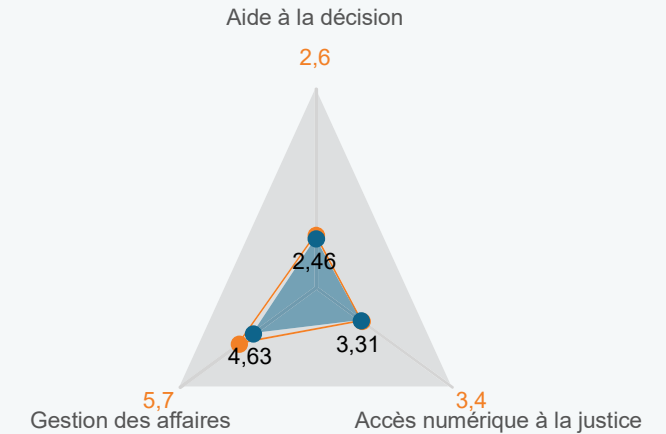 Aide à la décision
2,6
2,46
4,63
3,31
5,7
3,4
Gestion des affaires
Accès numérique à la justice